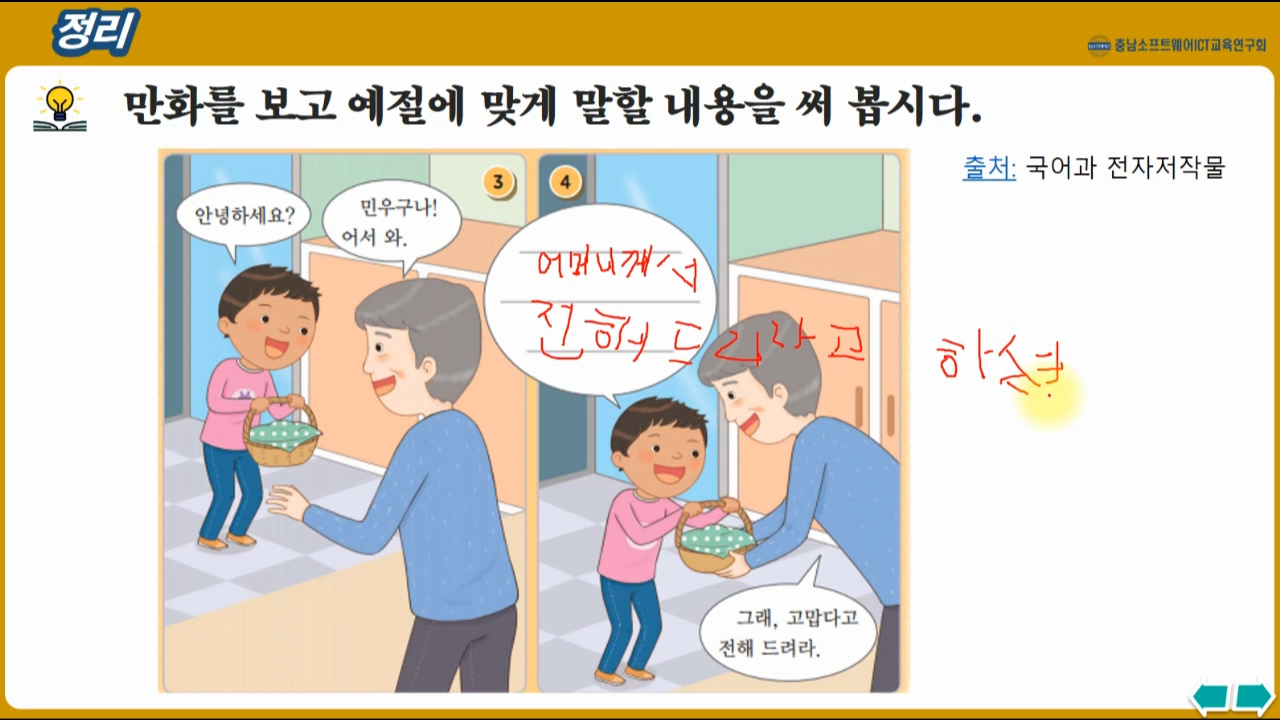 정리
충남소프트웨어ICT교육연구회
만화를 보고 예절에 맞게 말할 내용을 써 봅시다.
출처: 국어과 전자저작물
3
안녕하세요?
민우구나!
어서 와.
4
어머니께서
전해 드리라고 하셨
그래, 고맙다고
전해 드려라.